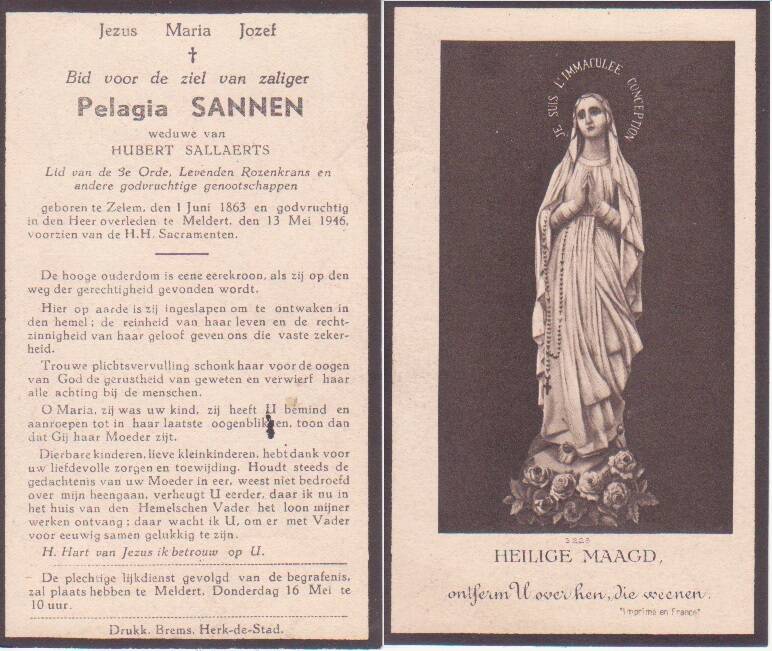 Jezus Maria Jozef
✝
Bid voor de ziel van zaliger
Pelagia SANNEN
weduwe van
HUBERT SALLAERTS
Lid van de 3e Orde, Levenden Rozenkrans en
andere godvruchtige genootschappen
geboren te Zelem, den 1 Juni 1863 en godvruchtig
in den Heer overleden te Meldert, den 13 Mei 1946,
voorzien van de H.H. Sacramenten.
De hooge ouderdom is eene eerekroon, als zij op den
weg der gerechtigheid gevonden wordt.
Hier op aarde is zij ingeslapen om te ontwaken in
den hemel; de reinheid van haar leven en de recht-
zinnigheid van haar geloof geven ons die vaste zeker-
heid.
Trouwe plichtsvervulling schonk haar voor de oogen
van God de gerustheid van geweten en verwierf haar
alle achting bij de menschen.
O Maria, zij was uw kind, zij heeft U bemind en
aanroepen tot in haar laatste oogenblikken, toon dan
dat Gij haar Moeder zijt.
Dierbare kinderen, lieve kleinkinderen, hebt dank voor
uw liefdevolle zorgen en toewijding. Houdt steeds de
gedachtenis van uw Moeder in eer, weest niet bedroefd
over mijn heengaan, verheugt U eerder, daar ik nu in
het huis van den Hemelschen Vader het loon mijner
werken ontvang; daar wacht ik U, om er met Vader
voor eeuwig samen gelukkig te zijn.
H. Hart van Jezus ik betrouw op U.
De plechtige lijkdienst gevolgd van de begrafenis,
zal plaats hebben te Meldert, Donderdag 16 Mei te
10 uur.
Drukk. Brems, Herk-de-Stad.
JE SUIS L'IMMACULEE CONCEPTION
3228
HEILIGE MAAGD,
ontferm U over hen, die weenen.
"Imprimé en France"